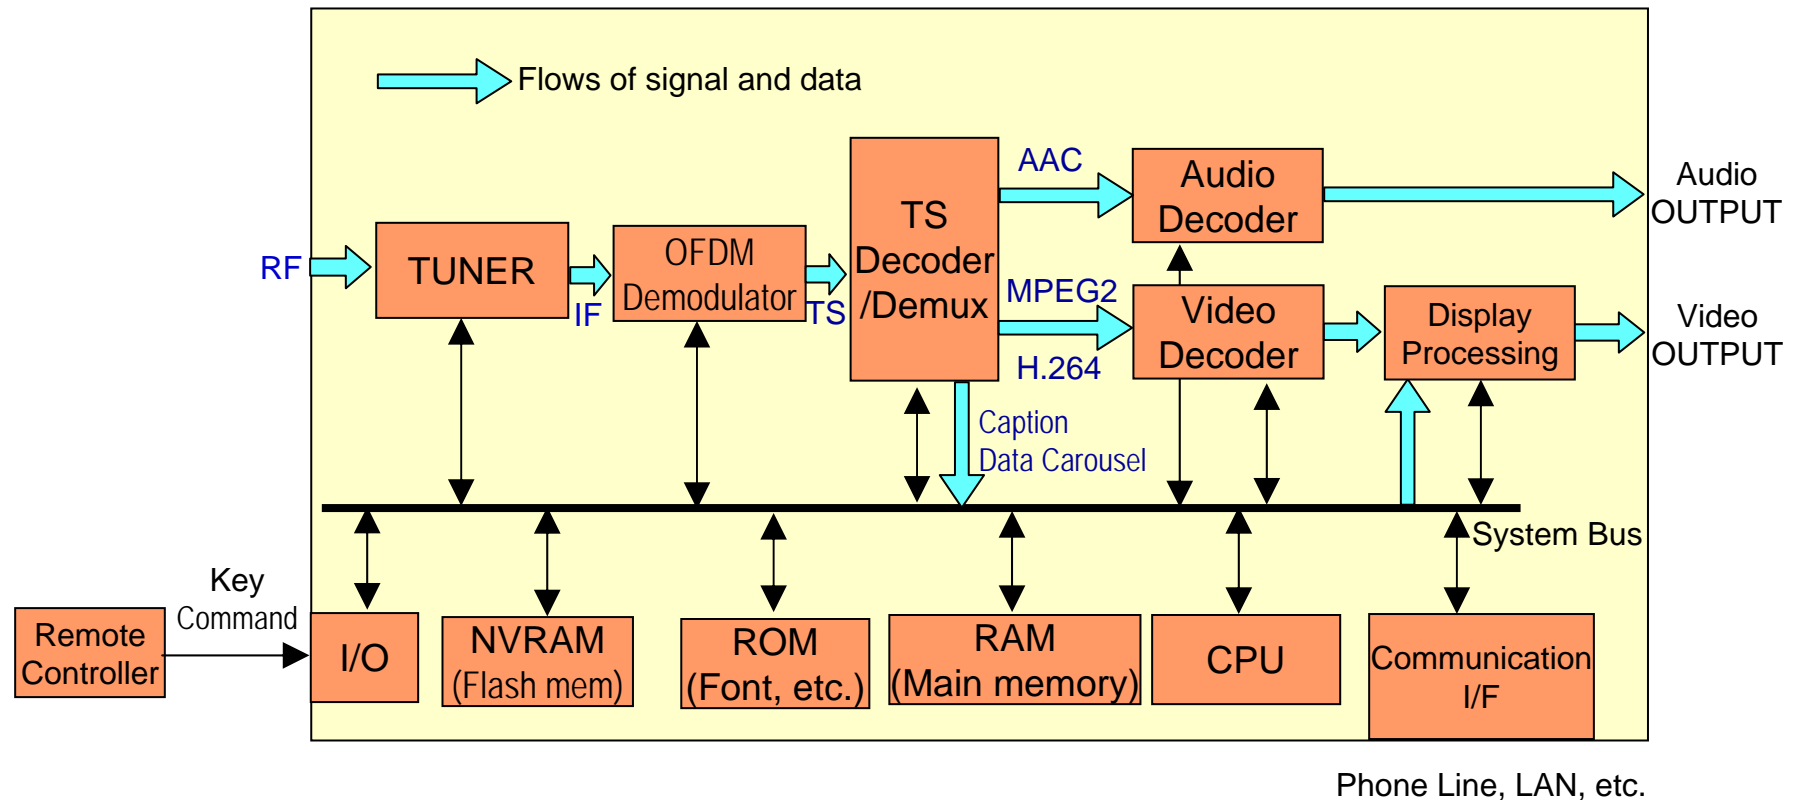 Flows of signal and data
RF
TUNER
IF
OFDM
Demodulator
TS
TS
Decoder
/Demux
AAC
Audio
Decoder
Audio
OUTPUT
MPEG2
H.264
Video
Decoder
Display
Processing
Video
OUTPUT
Caption
Data Carousel
System Bus
Key
Command
Remote
Controller
I/O
NVRAM
(Flash mem)
ROM
(Font, etc.)
RAM
(Main memory)
CPU
Communication
I/F
Phone Line, LAN, etc.